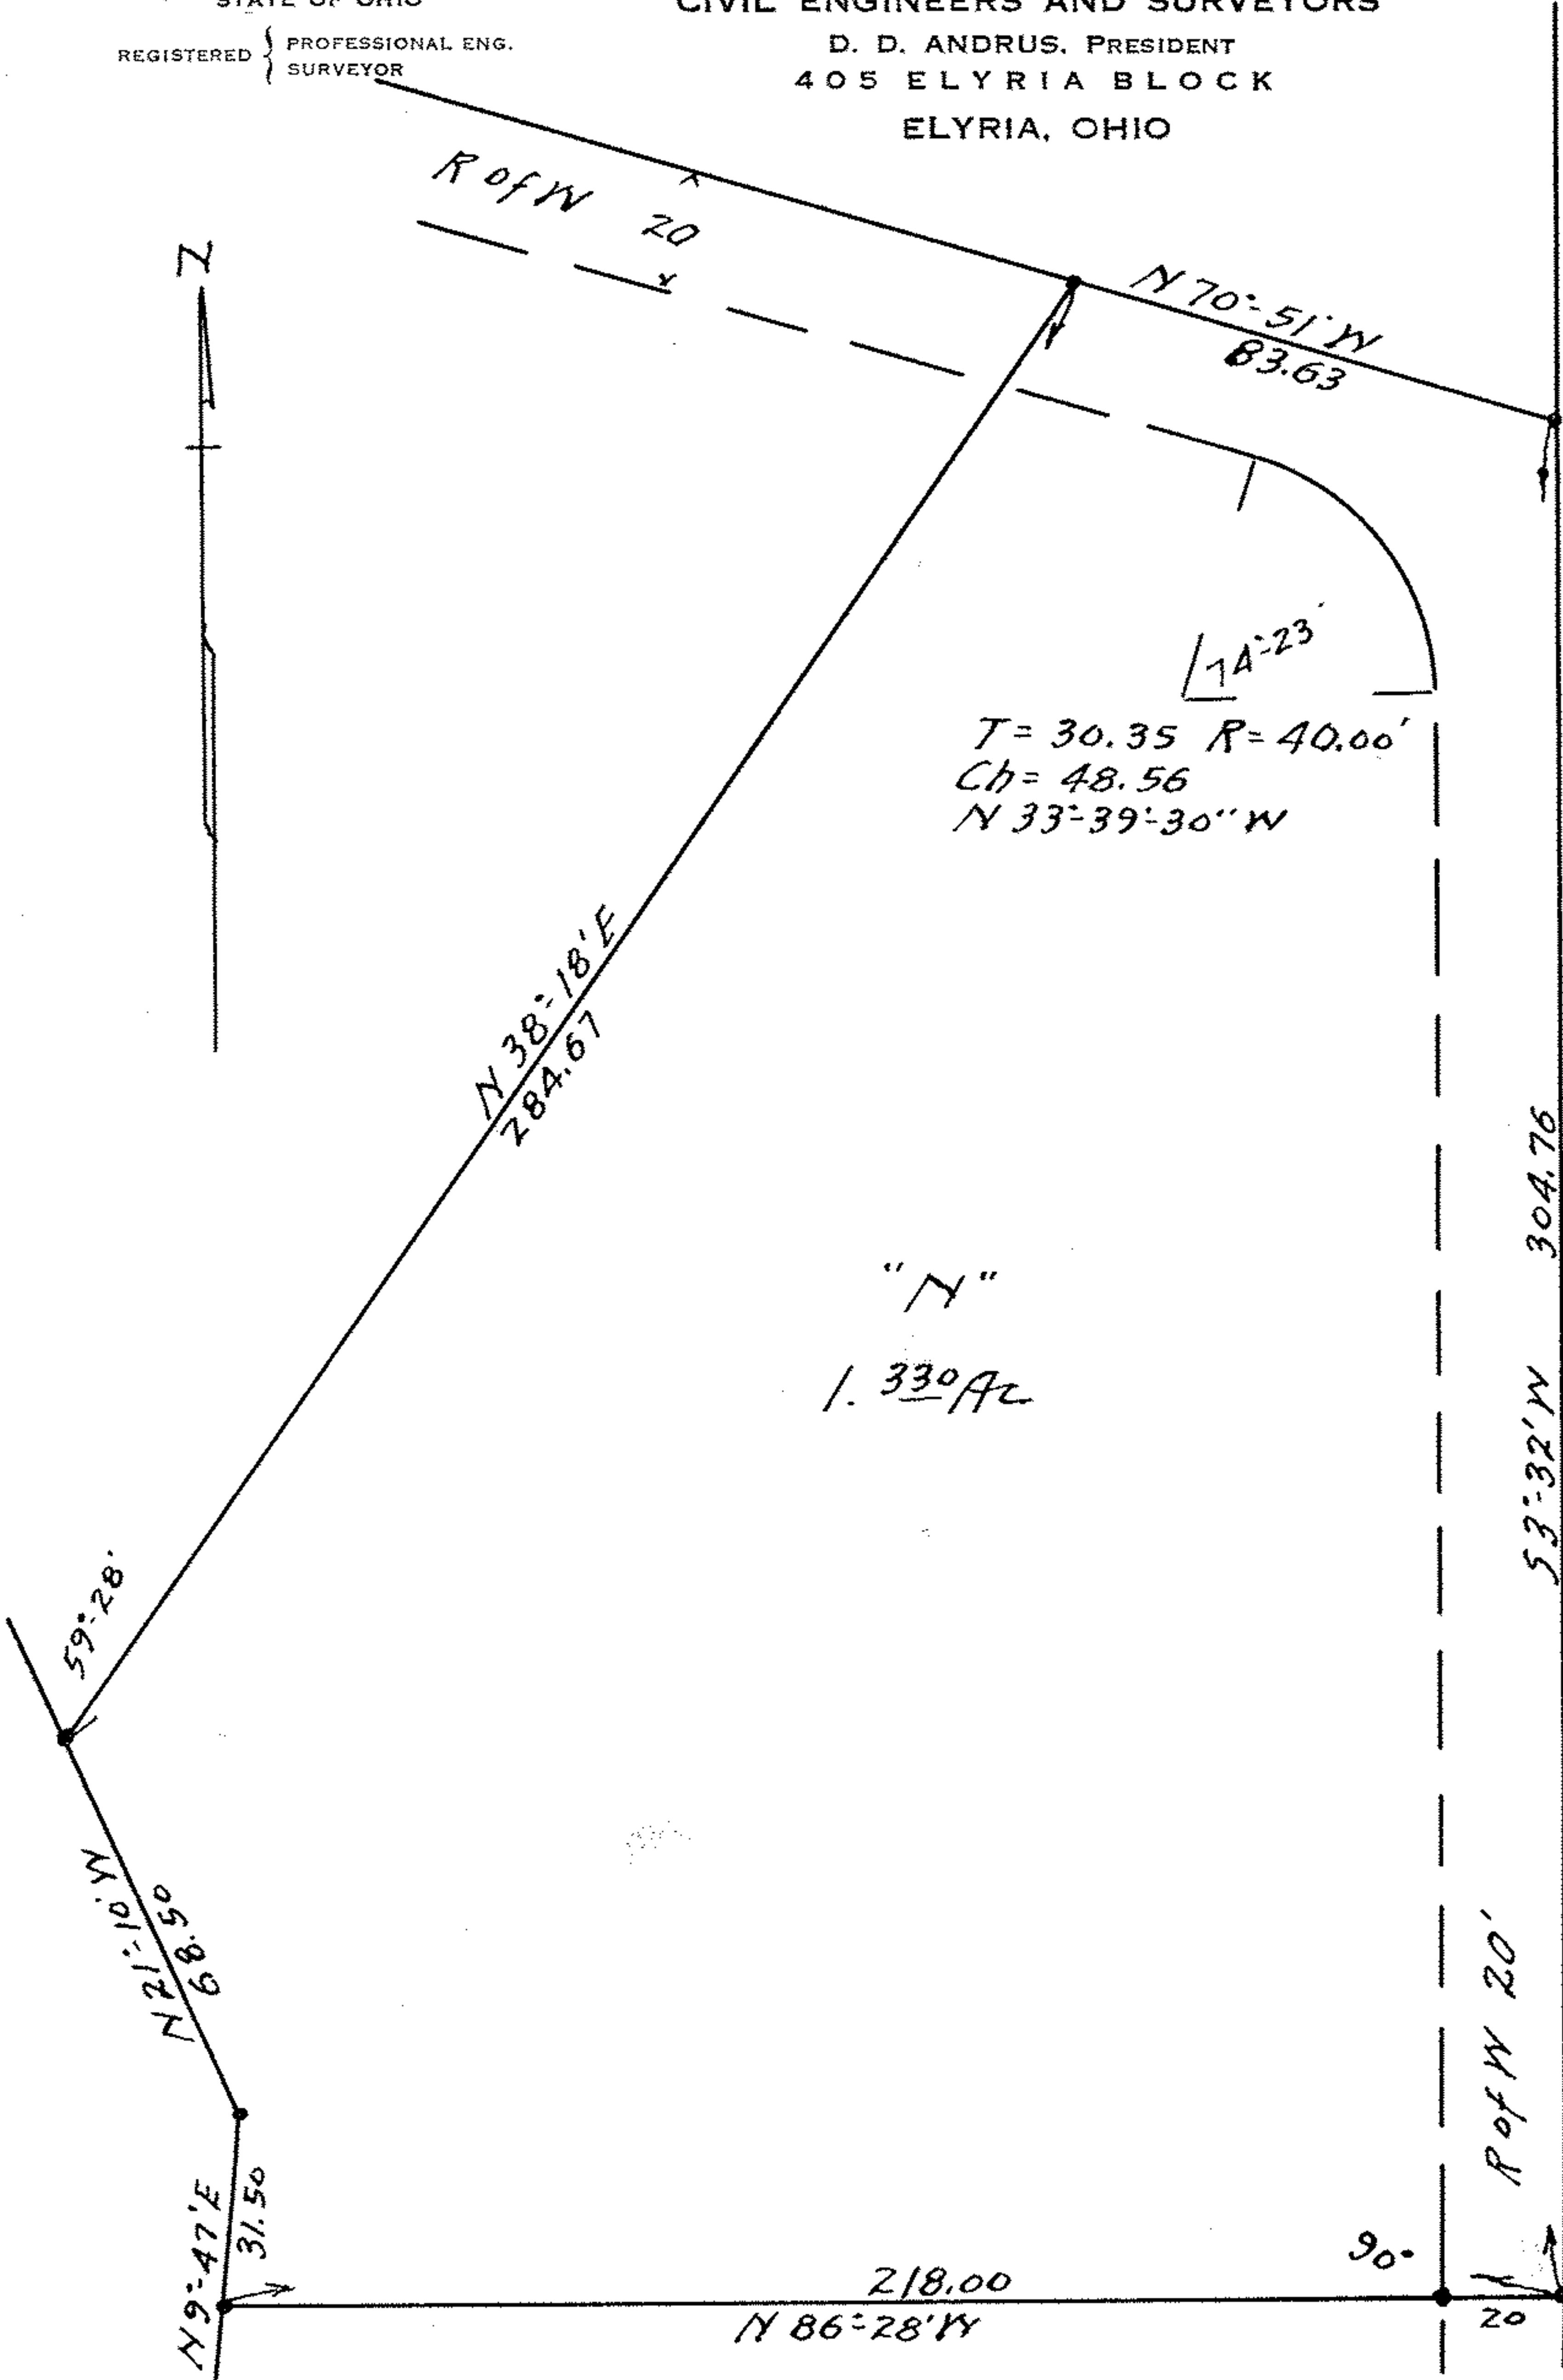 STATE OF OHIO
REGISTERED { PROFESSIONAL ENG.
SURVEYOR
CIVIL ENGINEERS AND SURVEYORS
D. D. ANDRUS, PRESIDENT
405 ELYRIA BLOCK
ELYRIA, OHIO
R of W 20
N
N 70°-51' W
83.63
74°-23'
T = 30.35 R = 40.00'
Ch = 48.56
N 33°-39'-30" W
N 38°-18' E
284.67
304.76
S 3°-32' W
"N"
1.330 Ac
59°-28'
N 21°-10' W
68.50
R of W 20'
N 9°-47' E
31.50
90°
218.00
N 86°-28' W
20